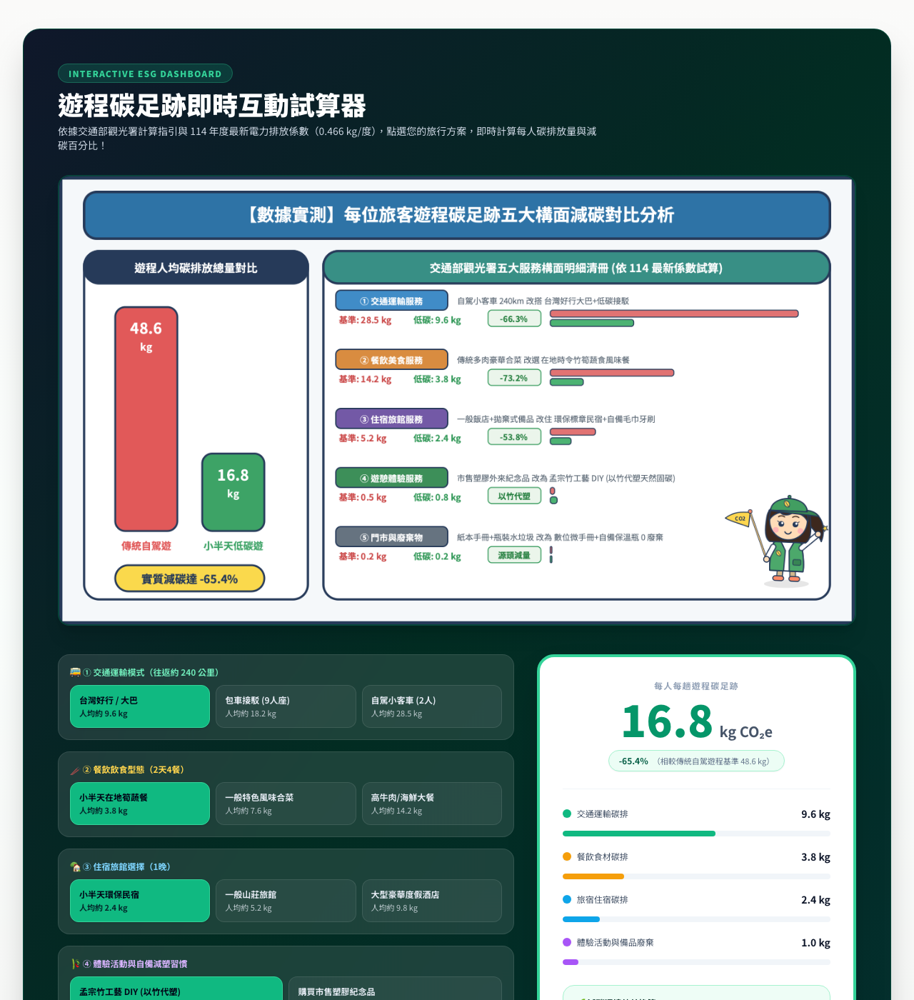 INTERACTIVE ESG DASHBOARD
遊程碳足跡即時互動試算器
依據交通部觀光署計算指引與 114 年度最新電力排放係數（0.466 kg/度），點選您的旅行方案，即時計算每人碳排放量與減
碳百分比！
【數據實測】每位旅客遊程碳足跡五大構面減碳對比分析
遊程人均碳排放總量對比
48.6
kg
16.8
kg
傳統自駕遊
小半天低碳遊
實質減碳達 -65.4%
交通部觀光署五大服務構面明細清冊 (依 114 最新係數試算)
① 交通運輸服務
自駕小客車 240km 改搭 台灣好行大巴+低碳接駁
基準: 28.5 kg
低碳: 9.6 kg
-66.3%
② 餐飲美食服務
傳統多肉豪華合菜 改選 在地時令竹筍蔬食風味餐
基準: 14.2 kg
低碳: 3.8 kg
-73.2%
③ 住宿旅館服務
一般飯店+拋棄式備品 改住 環保標章民宿+自備毛巾牙刷
基準: 5.2 kg
低碳: 2.4 kg
-53.8%
④ 遊憩體驗服務
市售塑膠外來紀念品 改為 孟宗竹工藝 DIY (以竹代塑天然固碳)
基準: 0.5 kg
低碳: 0.8 kg
以竹代塑
⑤ 門市與廢棄物
紙本手冊+瓶裝水垃圾 改為 數位微手冊+自備保溫瓶 0 廢棄
基準: 0.2 kg
低碳: 0.2 kg
源頭減量
CO2
① 交通運輸模式（往返約 240 公里）
台灣好行 / 大巴
人均約 9.6 kg
包車接駁 (9人座)
人均約 18.2 kg
自駕小客車 (2人)
人均約 28.5 kg
② 餐飲飲食型態（2天4餐）
小半天在地筍蔬餐
人均約 3.8 kg
一般特色風味合菜
人均約 7.6 kg
高牛肉/海鮮大餐
人均約 14.2 kg
③ 住宿旅館選擇（1晚）
小半天環保民宿
人均約 2.4 kg
一般山莊旅館
人均約 5.2 kg
大型豪華度假酒店
人均約 9.8 kg
④ 體驗活動與自備減塑習慣
孟宗竹工藝 DIY (以竹代塑)
購買市售塑膠紀念品
每人每趟遊程碳足跡
16.8 kg CO₂e
-65.4% （相較傳統自駕遊程基準 48.6 kg）
交通運輸碳排
9.6 kg
餐飲食材碳排
3.8 kg
旅宿住宿碳排
2.4 kg
體驗活動與備品廢棄
1.0 kg